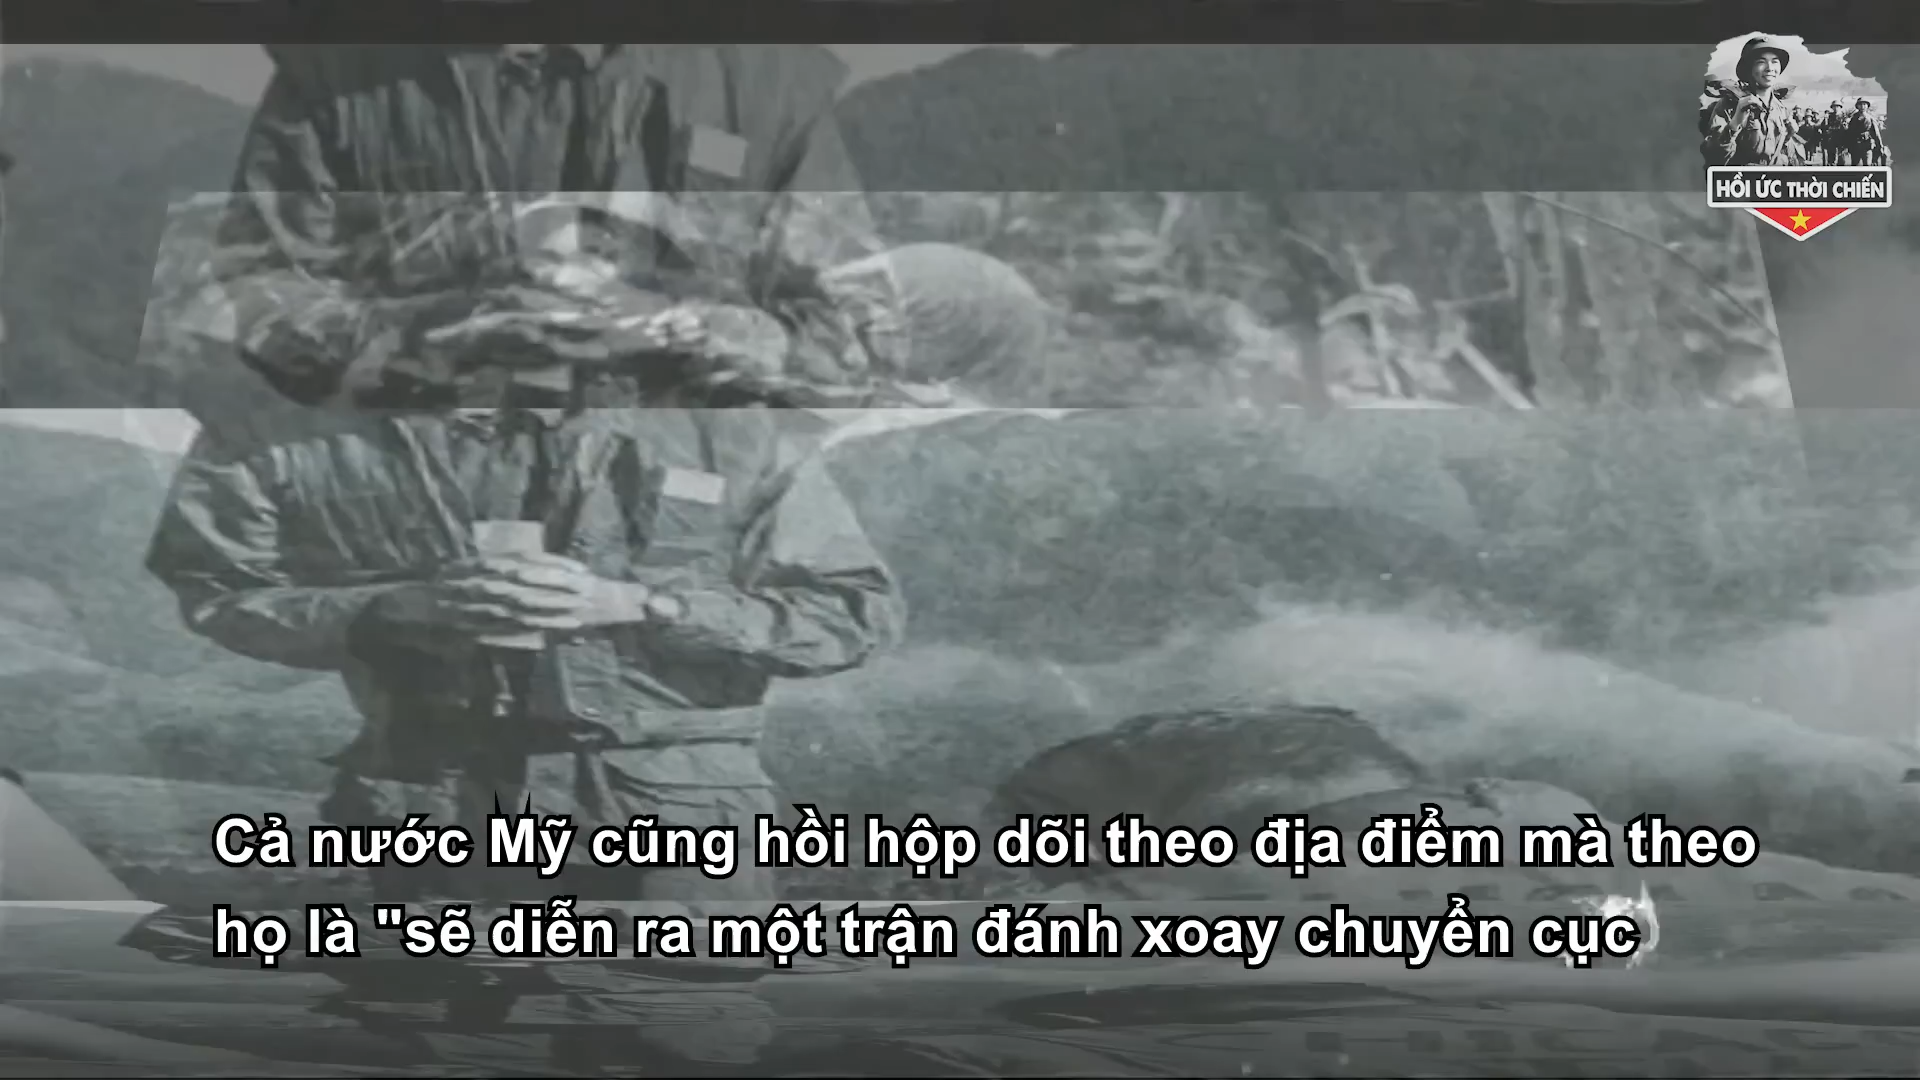 HỒI ỨC THỜI CHIẾN
Cả nước Mỹ cũng hồi hộp dõi theo địa điểm mà theo
họ là "sẽ diễn ra một trận đánh xoay chuyển cục